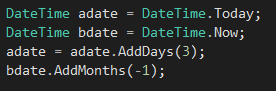 DateTime adate = DateTime.Today;
DateTime bdate = DateTime.Now;
adate = adate.AddDays(3);
bdate.AddMonths(-1);